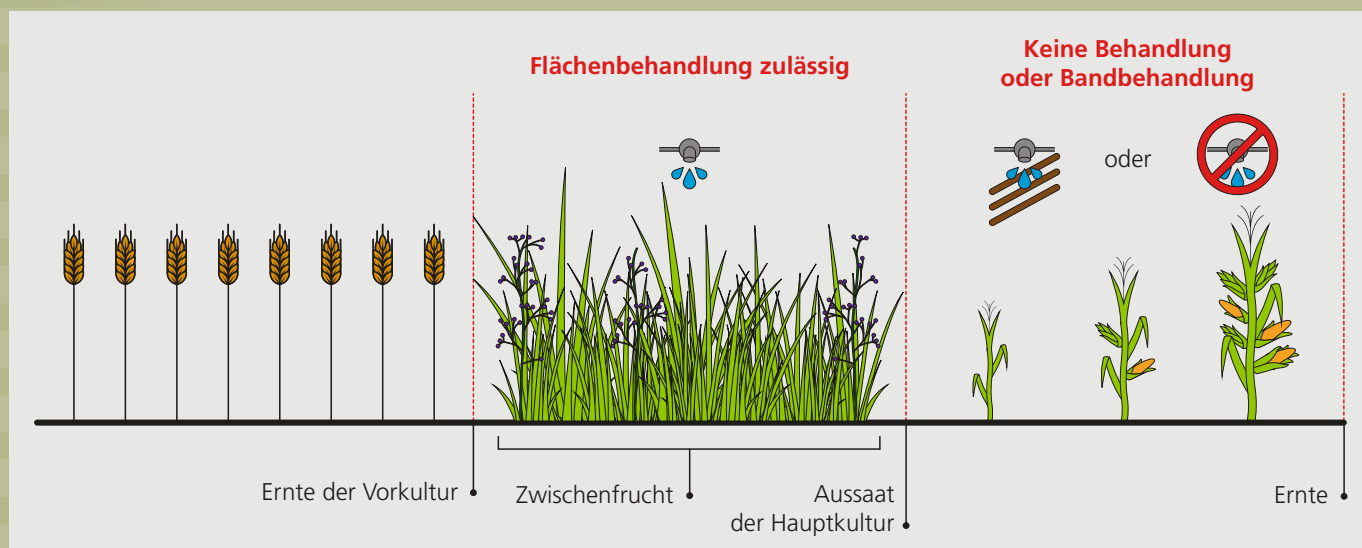 Flächenbehandlung zulässig
Keine Behandlung
oder Bandbehandlung
oder
Ernte der Vorkultur
Zwischenfrucht
Aussaat
der Hauptkultur
Ernte